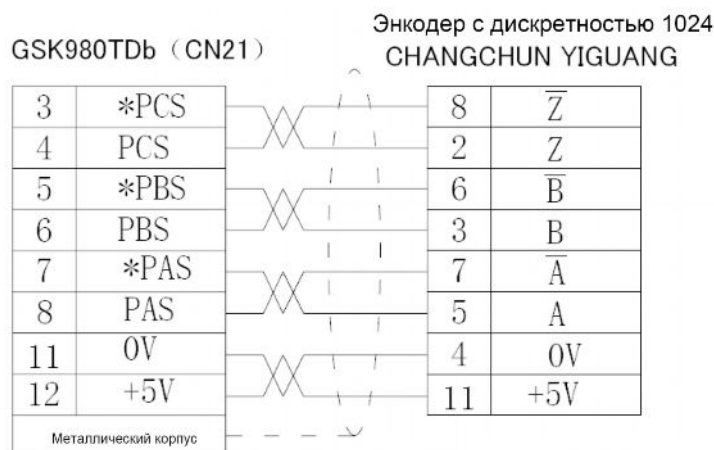 Энкодер с дискретностью 1024
GSK980TDb (CN21) CHANGCHUN YIGUANG
3 *PCS 8 Z̅
4 PCS 2 Z
5 *PBS 6 B̅
6 PBS 3 B
7 *PAS 7 A̅
8 PAS 5 A
11 0V 4 0V
12 +5V 11 +5V
Металлический корпус